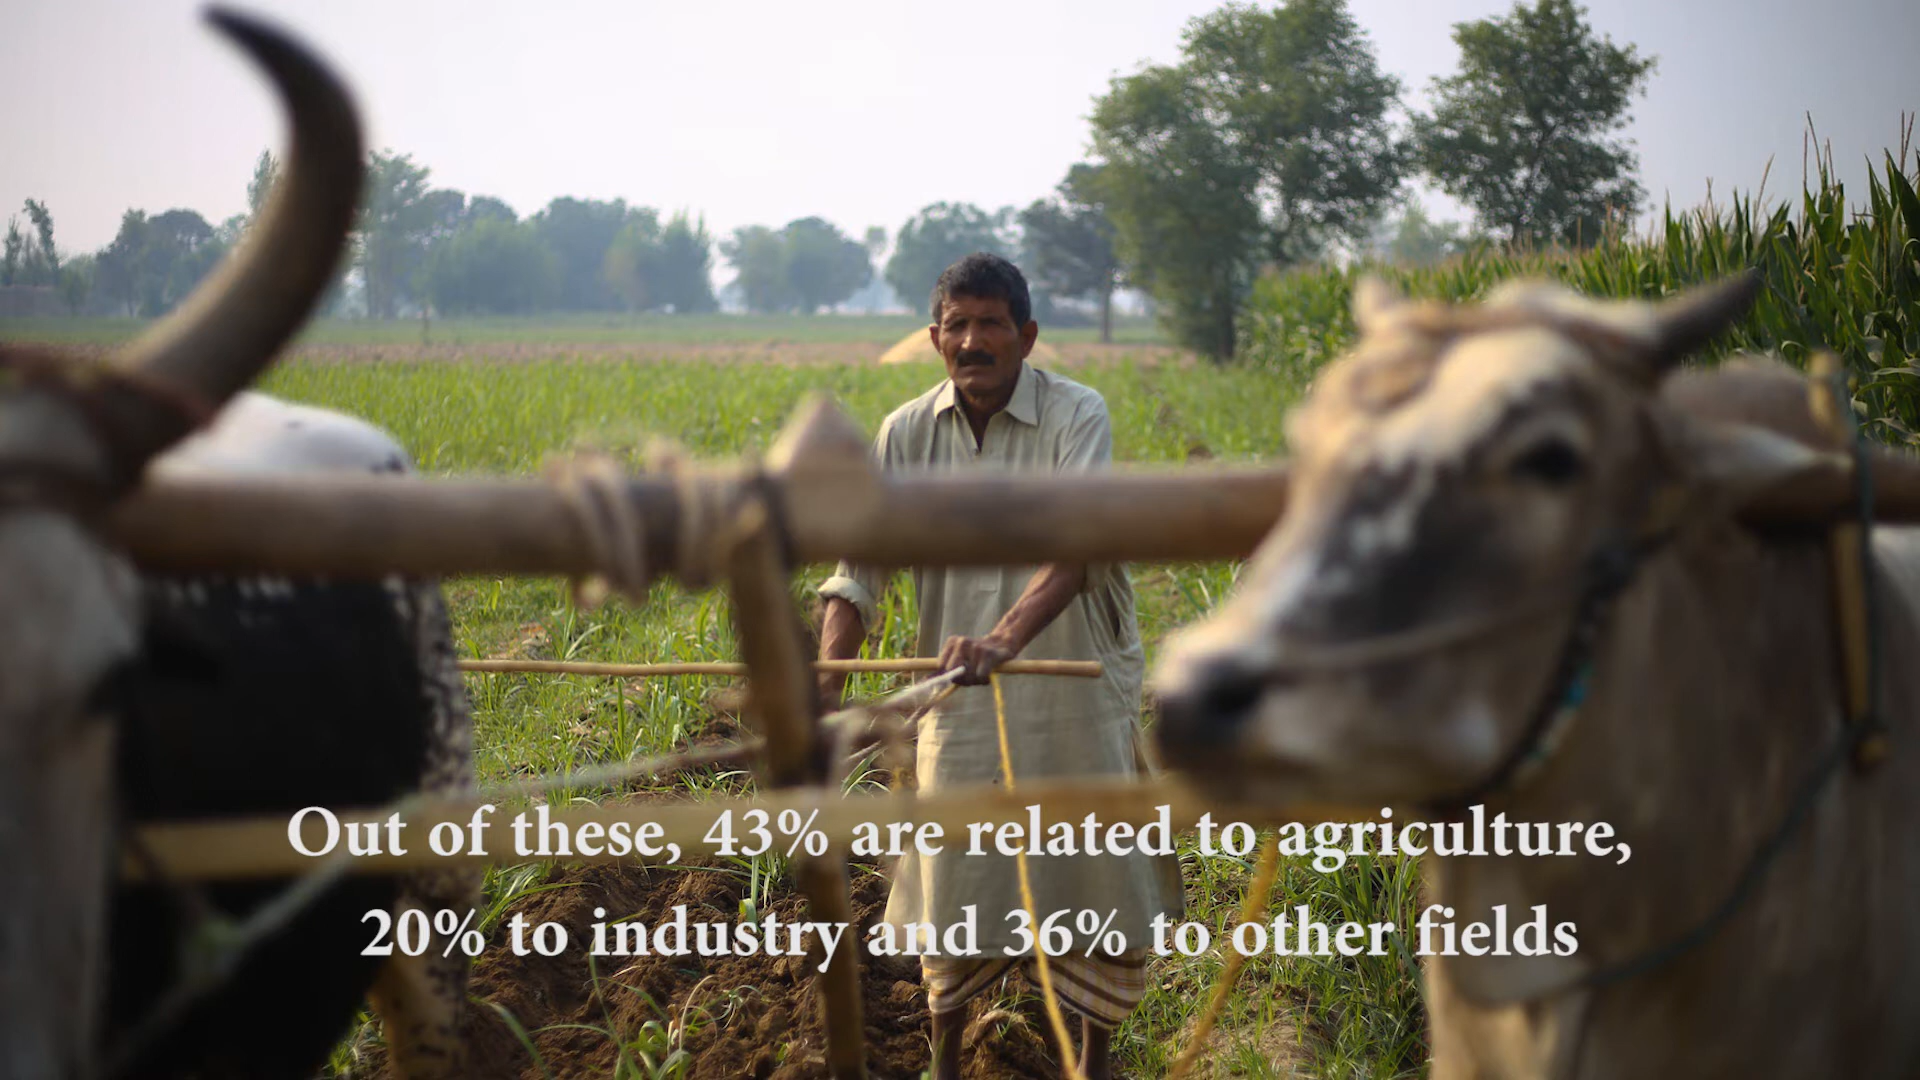 Out of these, 43% are related to agriculture,
20% to industry and 36% to other fields